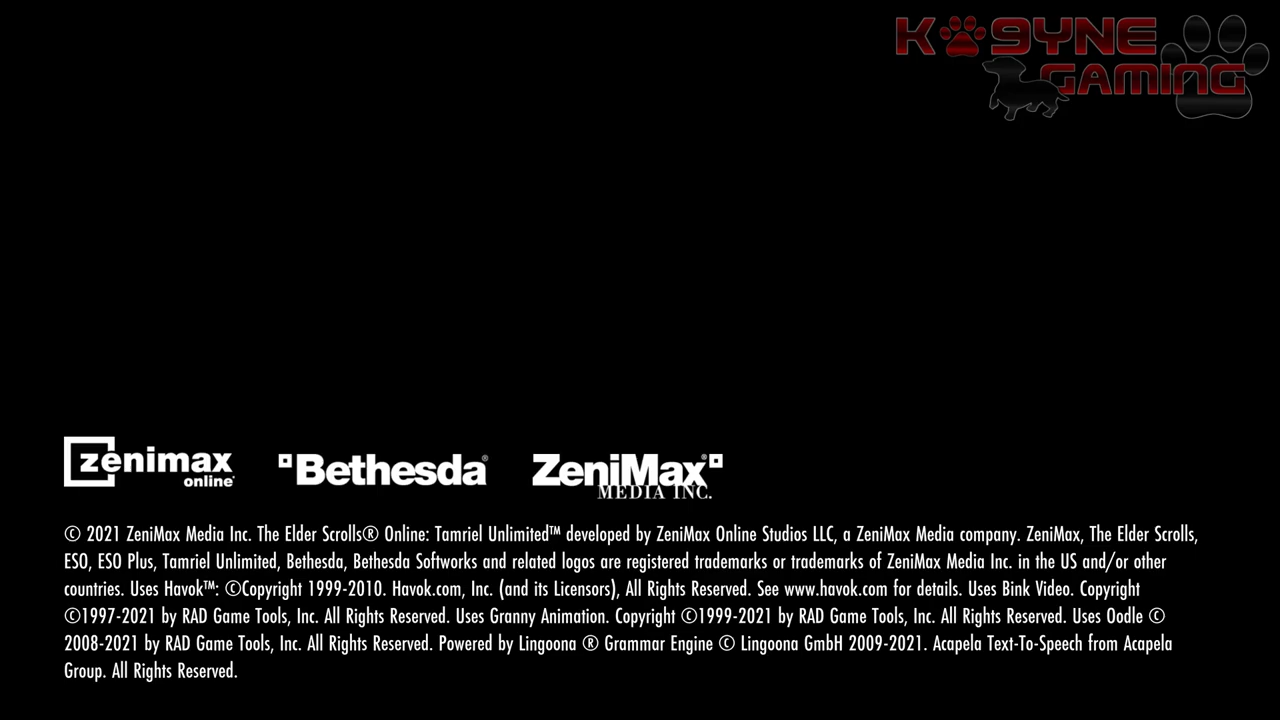 K 9YNE
GAMING
zenimax
online®
Bethesda®
ZeniMax®
MEDIA INC.
© 2021 ZeniMax Media Inc. The Elder Scrolls® Online: Tamriel Unlimited™ developed by ZeniMax Online Studios LLC, a ZeniMax Media company. ZeniMax, The Elder Scrolls,
ESO, ESO Plus, Tamriel Unlimited, Bethesda, Bethesda Softworks and related logos are registered trademarks or trademarks of ZeniMax Media Inc. in the US and/or other
countries. Uses Havok™: ©Copyright 1999-2010. Havok.com, Inc. (and its Licensors), All Rights Reserved. See www.havok.com for details. Uses Bink Video. Copyright
©1997-2021 by RAD Game Tools, Inc. All Rights Reserved. Uses Granny Animation. Copyright ©1999-2021 by RAD Game Tools, Inc. All Rights Reserved. Uses Oodle ©
2008-2021 by RAD Game Tools, Inc. All Rights Reserved. Powered by Lingoona ® Grammar Engine © Lingoona GmbH 2009-2021. Acapela Text-To-Speech from Acapela
Group. All Rights Reserved.